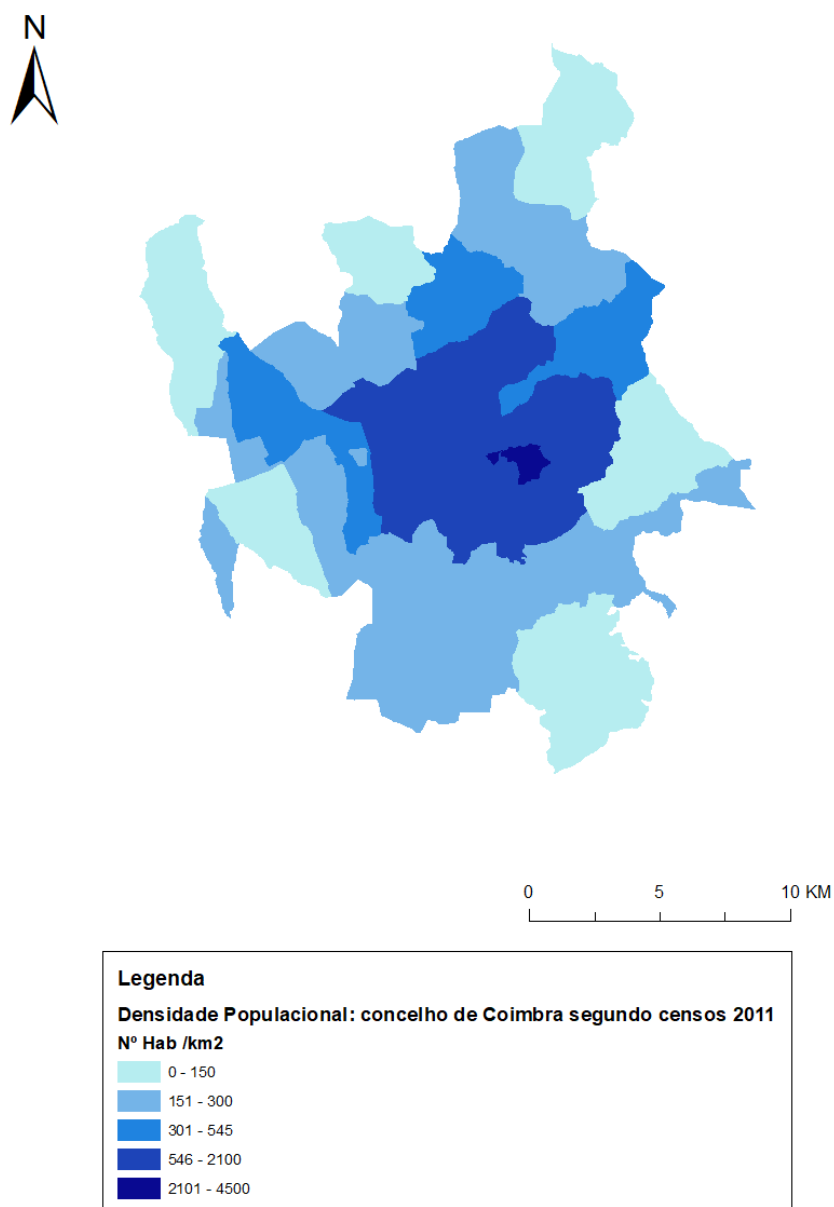 N
0 5 10 KM
Legenda
Densidade Populacional: concelho de Coimbra segundo censos 2011
Nº Hab /km2
0 - 150
151 - 300
301 - 545
546 - 2100
2101 - 4500